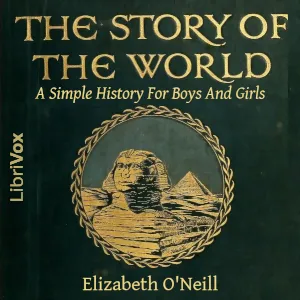 THE STORY OF
THE WORLD
A Simple History For Boys And Girls
LibriVox
Elizabeth O'Neill